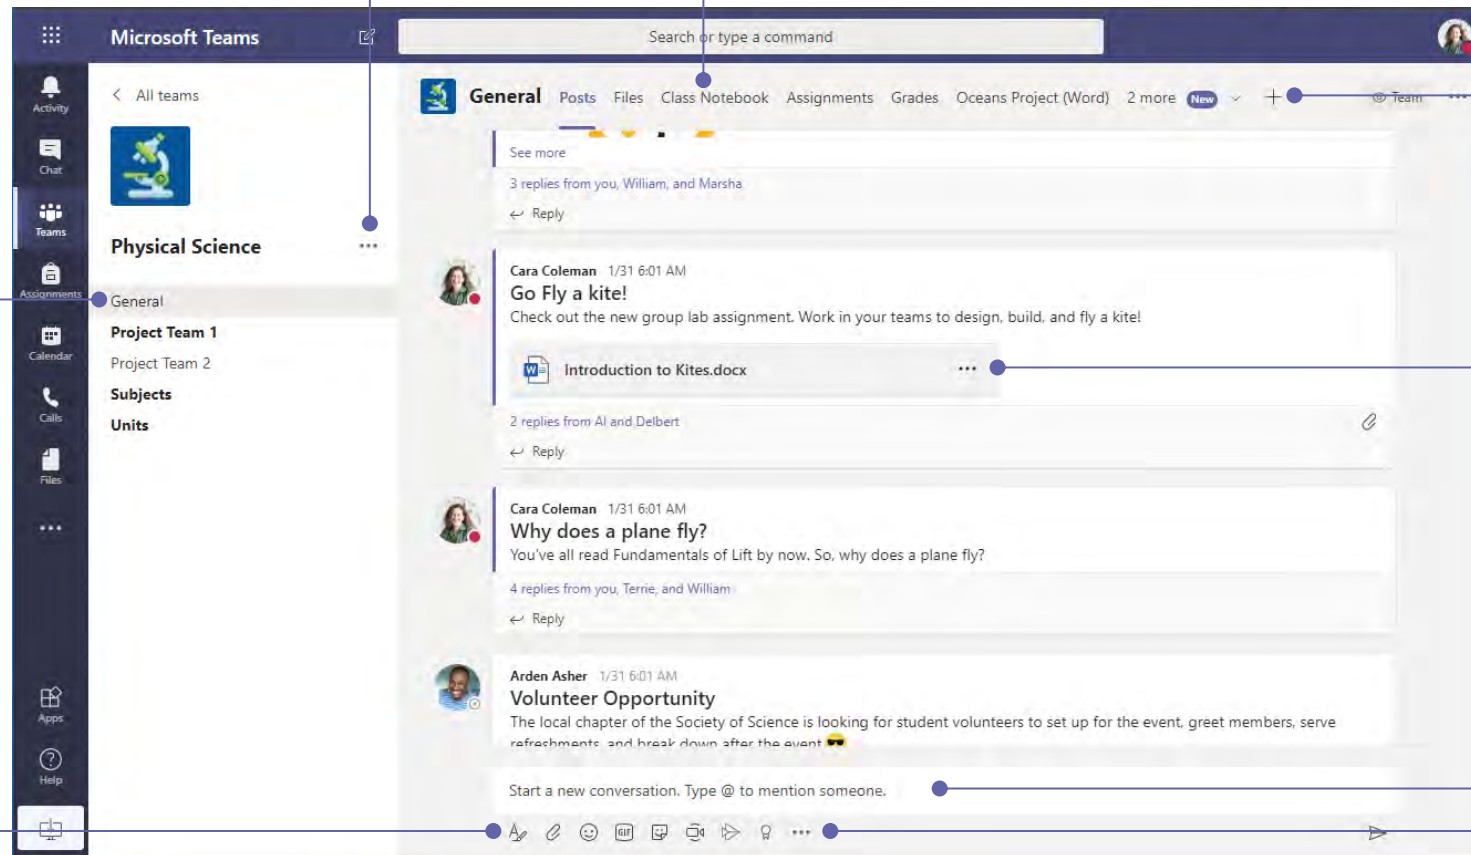 Microsoft Teams
Search or type a command
Activity
Chat
Teams
Assignments
Calendar
Calls
Files
Apps
Help
All teams
Physical Science
General
Project Team 1
Project Team 2
Subjects
Units
General Posts Files Class Notebook Assignments Grades Oceans Project (Word) 2 more New Team
See more
3 replies from you, William, and Marsha
Reply
Cara Coleman 1/31 6:01 AM
Go Fly a kite!
Check out the new group lab assignment. Work in your teams to design, build, and fly a kite!
Introduction to Kites.docx
2 replies from Al and Delbert
Reply
Cara Coleman 1/31 6:01 AM
Why does a plane fly?
You've all read Fundamentals of Lift by now. So, why does a plane fly?
4 replies from you, Terrie, and William
Reply
Arden Asher 1/31 6:01 AM
Volunteer Opportunity
The local chapter of the Society of Science is looking for student volunteers to set up for the event, greet members, serve
refreshments, and break down after the event
Start a new conversation. Type @ to mention someone.
GIF